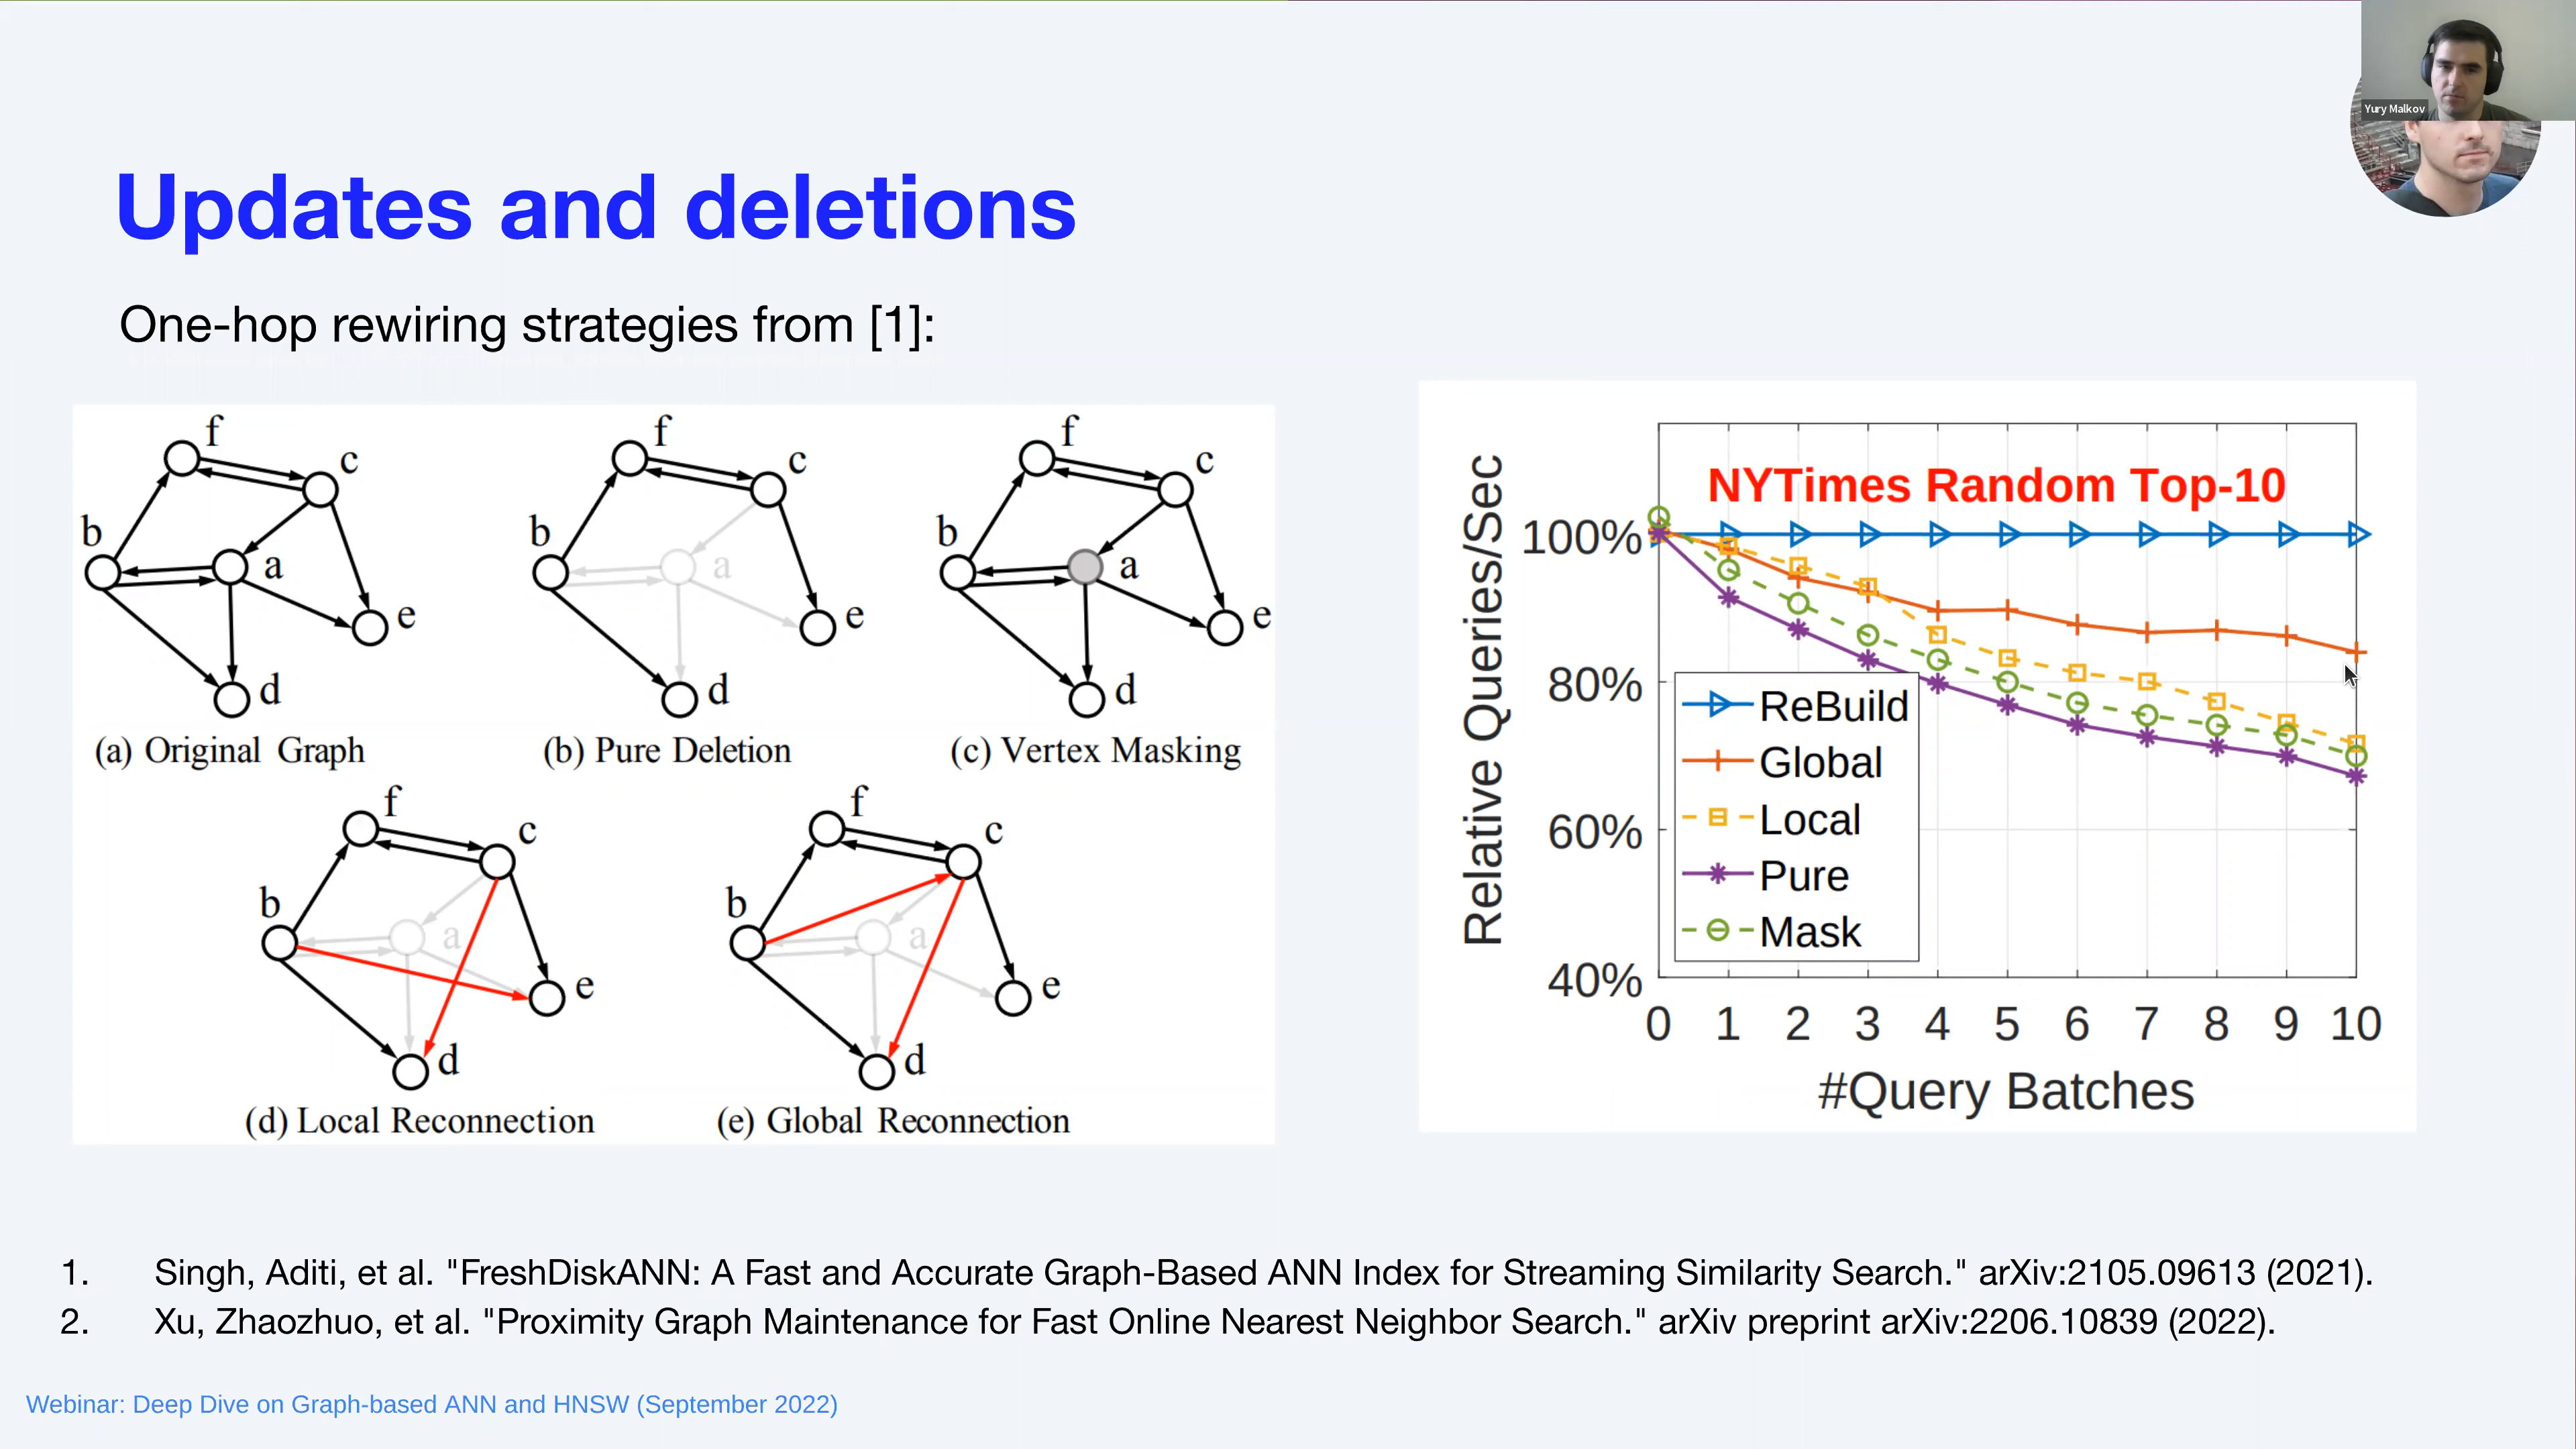 Yury Malkov
Updates and deletions
One-hop rewiring strategies from [1]:
f
c
b
a
e
d
(a) Original Graph
f
c
b
a
e
d
(b) Pure Deletion
f
c
b
a
e
d
(c) Vertex Masking
f
c
b
a
e
d
(d) Local Reconnection
f
c
b
a
e
d
(e) Global Reconnection
NYTimes Random Top-10
Relative Queries/Sec
100%
80%
60%
40%
ReBuild
Global
Local
Pure
Mask
0 1 2 3 4 5 6 7 8 9 10
#Query Batches
1. Singh, Aditi, et al. "FreshDiskANN: A Fast and Accurate Graph-Based ANN Index for Streaming Similarity Search." arXiv:2105.09613 (2021).
2. Xu, Zhaozhuo, et al. "Proximity Graph Maintenance for Fast Online Nearest Neighbor Search." arXiv preprint arXiv:2206.10839 (2022).
Webinar: Deep Dive on Graph-based ANN and HNSW (September 2022)